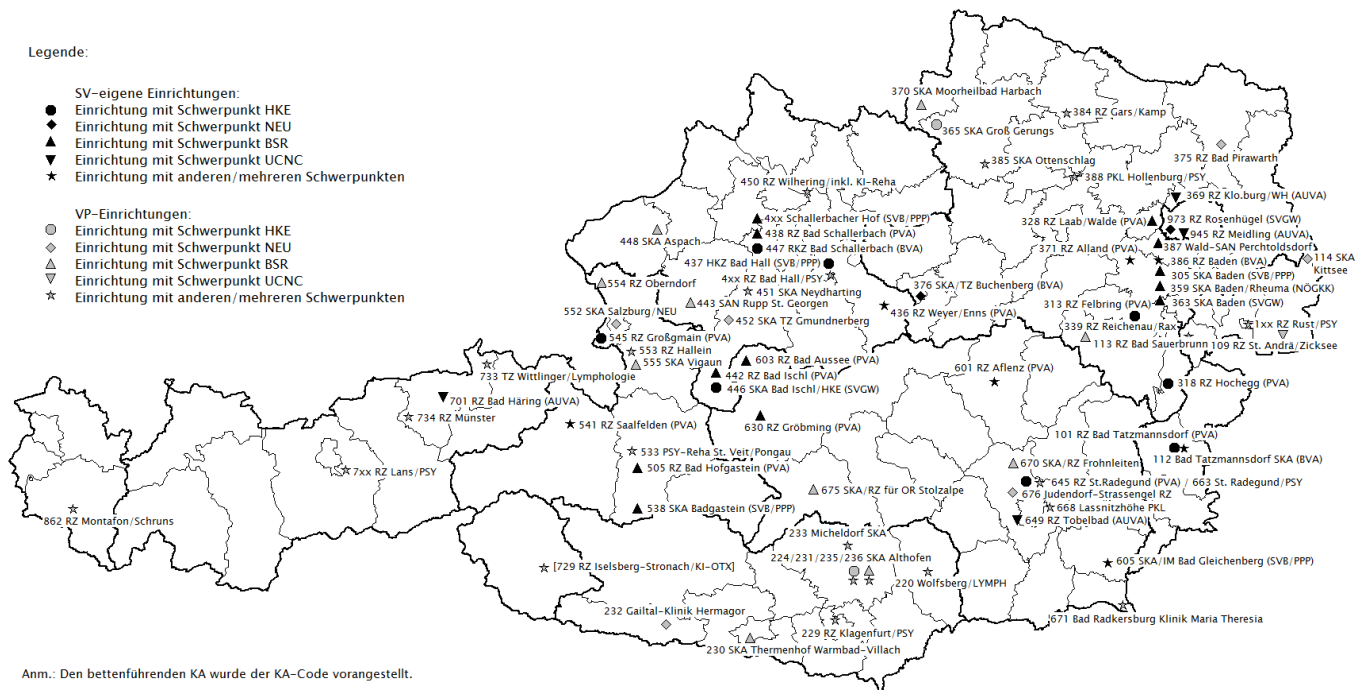 Legende:
SV-eigene Einrichtungen:
Einrichtung mit Schwerpunkt HKE
Einrichtung mit Schwerpunkt NEU
Einrichtung mit Schwerpunkt BSR
Einrichtung mit Schwerpunkt UCNC
Einrichtung mit anderen/mehreren Schwerpunkten
VP-Einrichtungen:
Einrichtung mit Schwerpunkt HKE
Einrichtung mit Schwerpunkt NEU
Einrichtung mit Schwerpunkt BSR
Einrichtung mit Schwerpunkt UCNC
Einrichtung mit anderen/mehreren Schwerpunkten
370 SKA Moorheilbad Harbach
384 RZ Gars/Kamp
365 SKA Groß Gerungs
375 RZ Bad Pirawarth
385 SKA Ottenschlag
388 PKL Hollenburg/PSY
450 RZ Wilhering/inkl. KI-Reha
369 RZ Klo.burg/WH (AUVA)
4xx Schallerbacher Hof (SVB/PPP)
328 RZ Laab/Walde (PVA)
973 RZ Rosenhügel (SVGW)
438 RZ Bad Schallerbach (PVA)
945 RZ Meidling (AUVA)
448 SKA Aspach
447 RKZ Bad Schallerbach (BVA)
371 RZ Alland (PVA)
387 Wald-SAN Perchtoldsdorf
114 SKA
Kittsee
437 HKZ Bad Hall (SVB/PPP)
386 RZ Baden (BVA)
4xx RZ Bad Hall/PSY
305 SKA Baden (SVB/PPP)
554 RZ Oberndorf
451 SKA Neydharting
376 SKA/TZ Buchenberg (BVA)
359 SKA Baden/Rheuma (NÖGKK)
443 SAN Rupp St. Georgen
363 SKA Baden (SVGW)
313 RZ Felbring (PVA)
552 SKA Salzburg/NEU
452 SKA TZ Gmundnerberg
436 RZ Weyer/Enns (PVA)
339 RZ Reichenau/Rax
1xx RZ Rust/PSY
545 RZ Großgmain (PVA)
113 RZ Bad Sauerbrunn
109 RZ St. Andrä/Zicksee
553 RZ Hallein
555 SKA Vigaun
603 RZ Bad Aussee (PVA)
601 RZ Aflenz (PVA)
733 TZ Wittlinger/Lymphologie
442 RZ Bad Ischl (PVA)
446 SKA Bad Ischl/HKE (SVGW)
318 RZ Hochegg (PVA)
701 RZ Bad Häring (AUVA)
734 RZ Münster
541 RZ Saalfelden (PVA)
630 RZ Gröbming (PVA)
101 RZ Bad Tatzmannsdorf (PVA)
533 PSY-Reha St. Veit/Pongau
112 Bad Tatzmannsdorf SKA (BVA)
7xx RZ Lans/PSY
505 RZ Bad Hofgastein (PVA)
670 SKA/RZ Frohnleiten
645 RZ St.Radegund (PVA) / 663 St. Radegund/PSY
675 SKA/RZ für OR Stolzalpe
676 Judendorf-Strassengel RZ
538 SKA Badgastein (SVB/PPP)
668 Lassnitzhöhe PKL
862 RZ Montafon/Schruns
649 RZ Tobelbad (AUVA)
233 Micheldorf SKA
224/231/235/236 SKA Althofen
605 SKA/IM Bad Gleichenberg (SVB/PPP)
[729 RZ Iselsberg-Stronach/KI-OTX]
220 Wolfsberg/LYMPH
232 Gailtal-Klinik Hermagor
671 Bad Radkersburg Klinik Maria Theresia
229 RZ Klagenfurt/PSY
230 SKA Thermenhof Warmbad-Villach
Anm.: Den bettenführenden KA wurde der KA-Code vorangestellt.